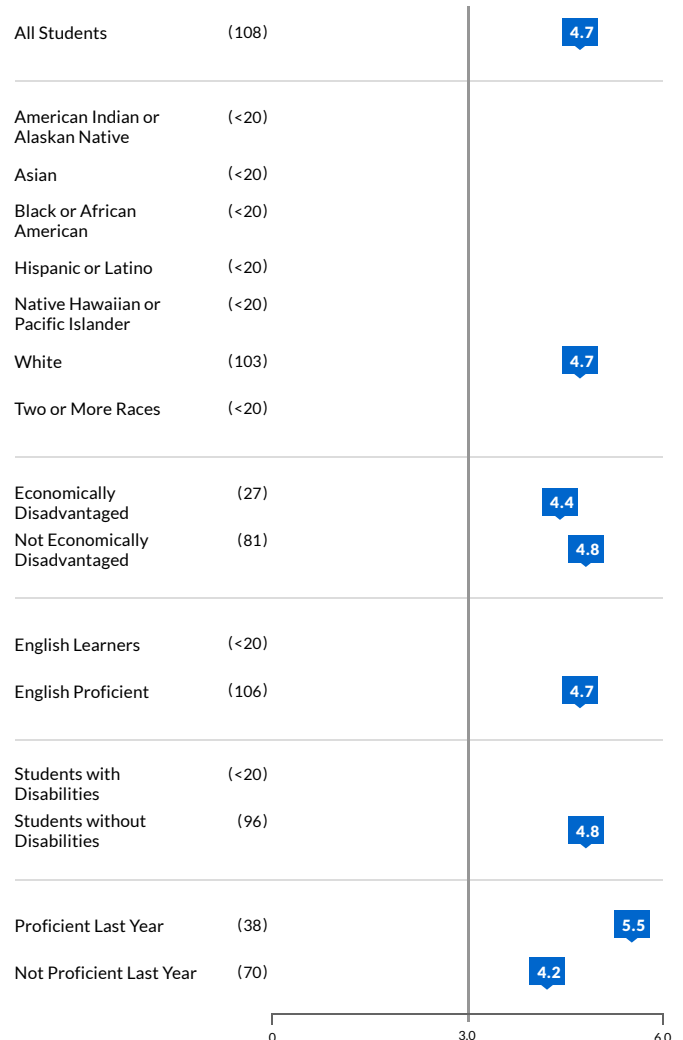 All Students (108) 4.7
American Indian or (<20)
Alaskan Native
Asian (<20)
Black or African (<20)
American
Hispanic or Latino (<20)
Native Hawaiian or (<20)
Pacific Islander
White (103) 4.7
Two or More Races (<20)
Economically (27) 4.4
Disadvantaged
Not Economically (81) 4.8
Disadvantaged
English Learners (<20)
English Proficient (106) 4.7
Students with (<20)
Disabilities
Students without (96) 4.8
Disabilities
Proficient Last Year (38) 5.5
Not Proficient Last Year (70) 4.2
0 3.0 6.0